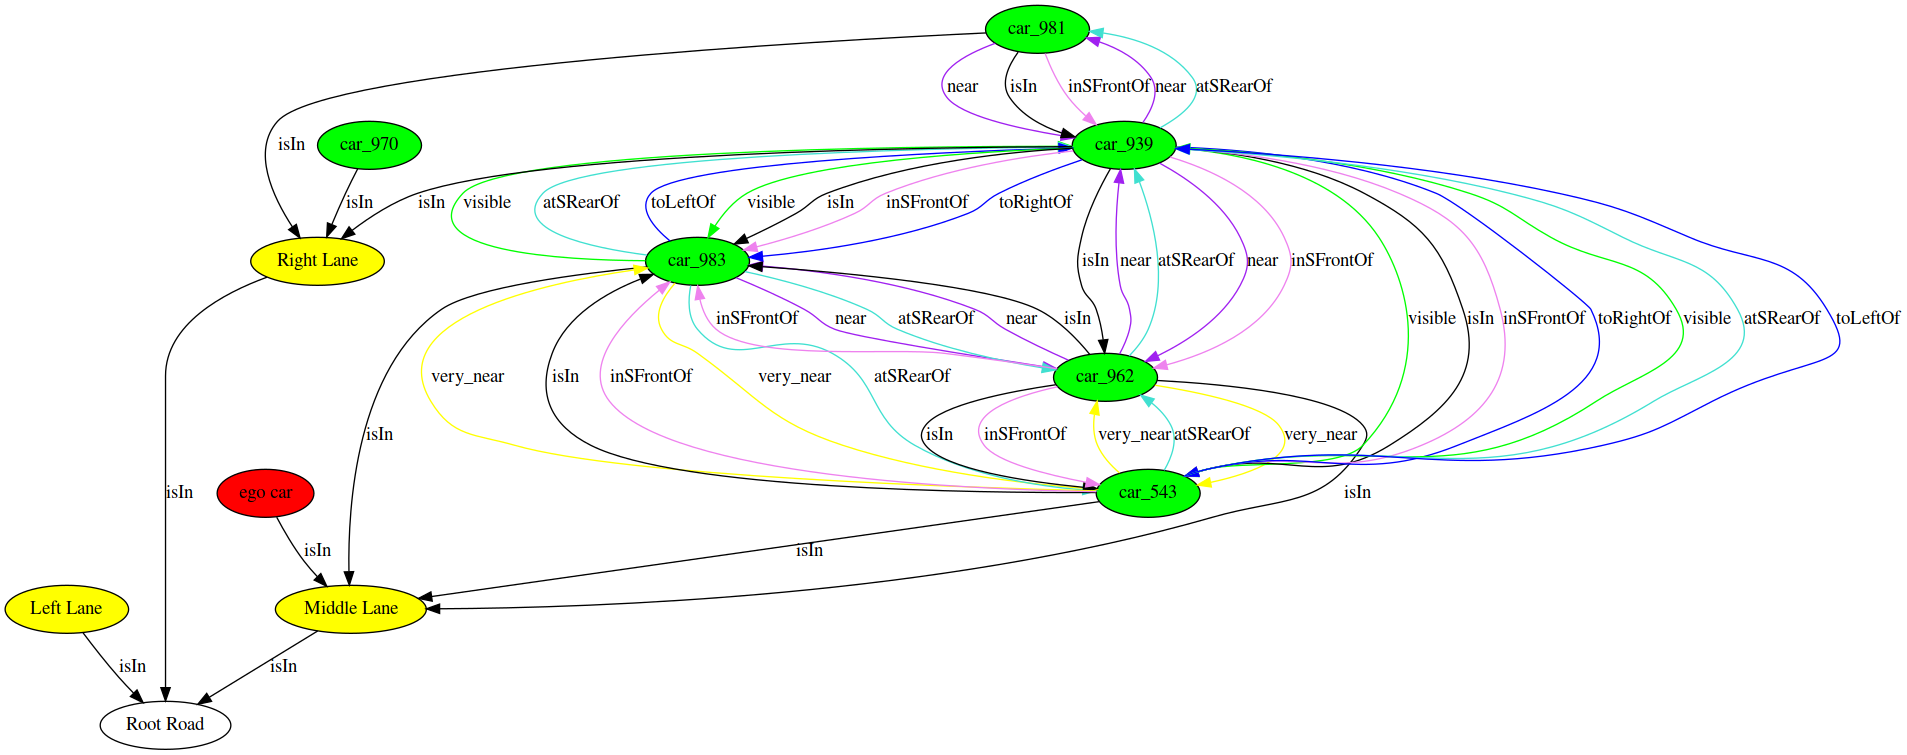 car_981
near
isIn
inSFrontOf
near
atSRearOf
isIn
car_970
car_939
isIn
isIn
visible
atSRearOf
toLeftOf
visible
isIn
inSFrontOf
toRightOf
Right Lane
car_983
isIn
near
atSRearOf
near
inSFrontOf
inSFrontOf
near
atSRearOf
near
isIn
visible
isIn
inSFrontOf
toRightOf
visible
atSRearOf
toLeftOf
very_near
isIn
inSFrontOf
very_near
atSRearOf
car_962
isIn
isIn
inSFrontOf
very_near
atSRearOf
very_near
isIn
ego car
car_543
isIn
isIn
isIn
Left Lane
Middle Lane
isIn
isIn
Root Road